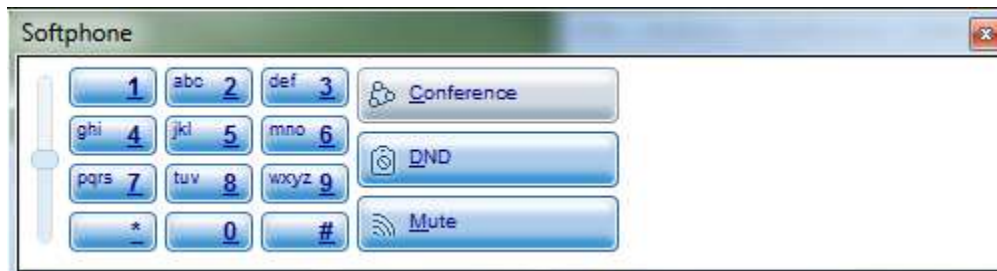 Softphone
1 abc 2 def 3
Conference
ghi 4 jkl 5 mno 6
DND
pqrs 7 tuv 8 wxyz 9
Mute
* 0 #